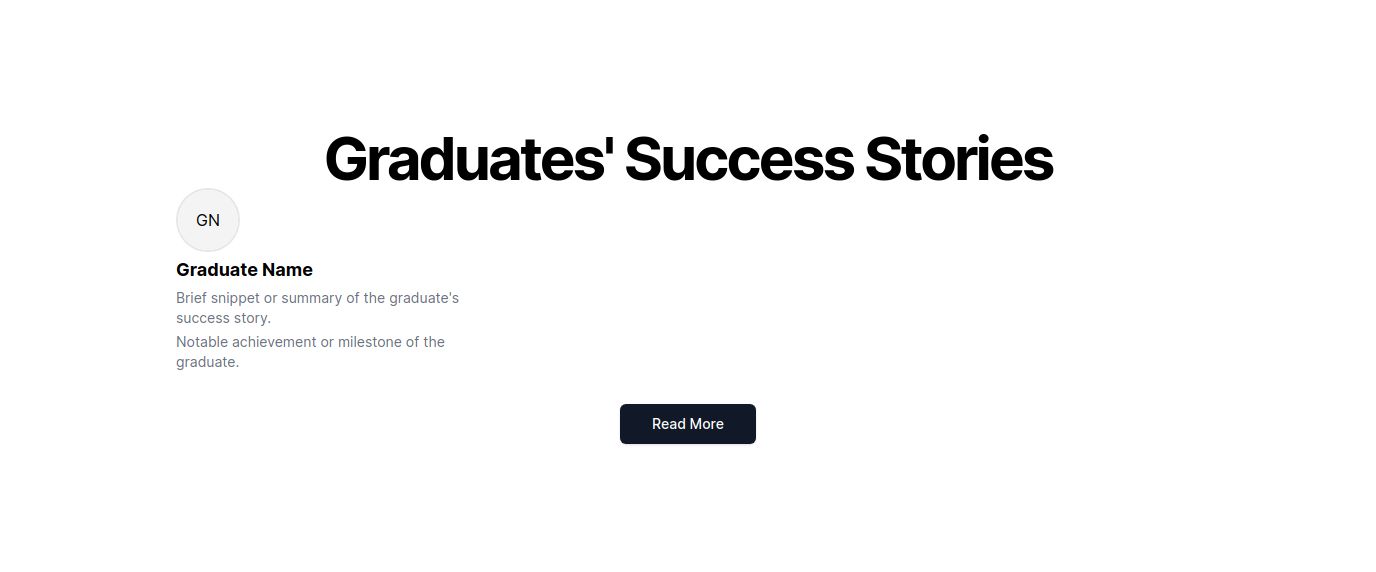 Graduates' Success Stories
GN
Graduate Name
Brief snippet or summary of the graduate's
success story.
Notable achievement or milestone of the
graduate.
Read More